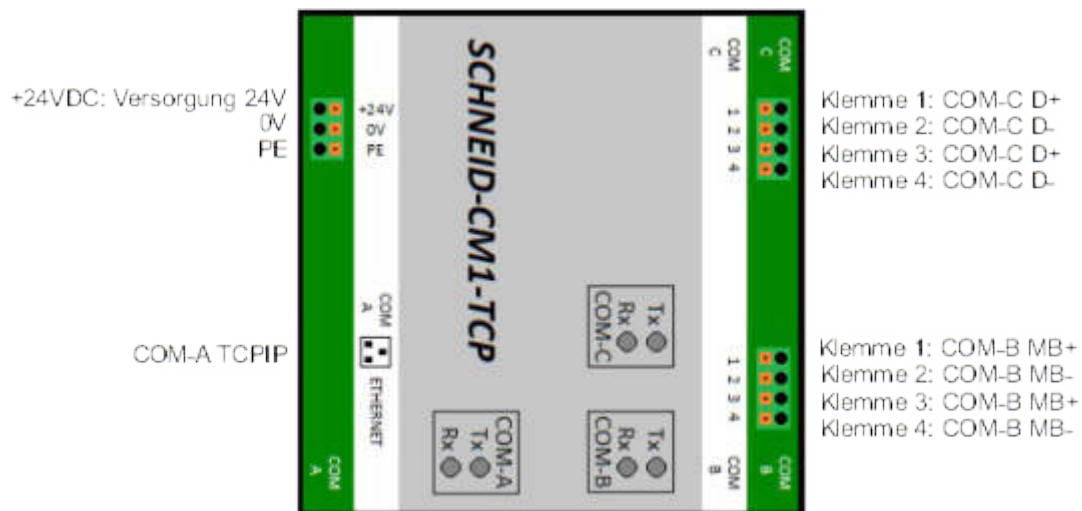 +24VDC: Versorgung 24V
0V
PE
COM-A TCPIP
COM
A
+24V
0V
PE
COM
A
ETHERNET
SCHNEID-CM1-TCP
COM-A
Tx
Rx
Tx
Rx
COM-C
Tx
Rx
COM-B
COM
C
1
2
3
4
COM
C
1
2
3
4
COM
B
COM
B
Klemme 1: COM-C D+
Klemme 2: COM-C D-
Klemme 3: COM-C D+
Klemme 4: COM-C D-
Klemme 1: COM-B MB+
Klemme 2: COM-B MB-
Klemme 3: COM-B MB+
Klemme 4: COM-B MB-